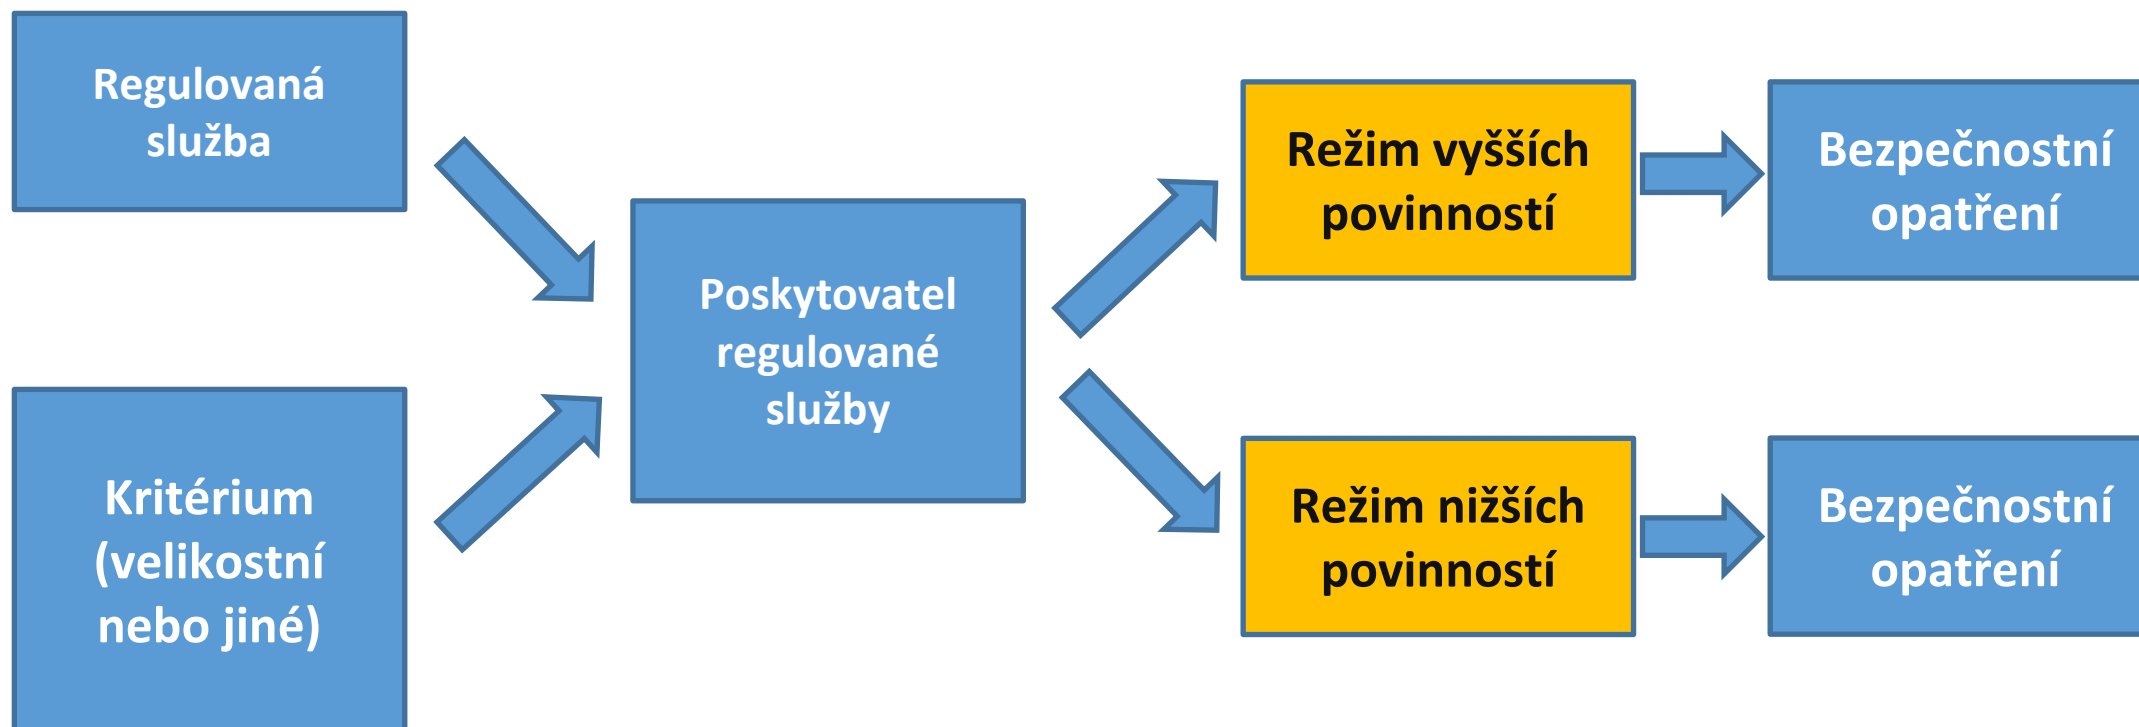 Regulovaná
služba
Kritérium
(velikostní
nebo jiné)
Poskytovatel
regulované
služby
Režim vyšších
povinností
Bezpečnostní
opatření
Režim nižších
povinností
Bezpečnostní
opatření